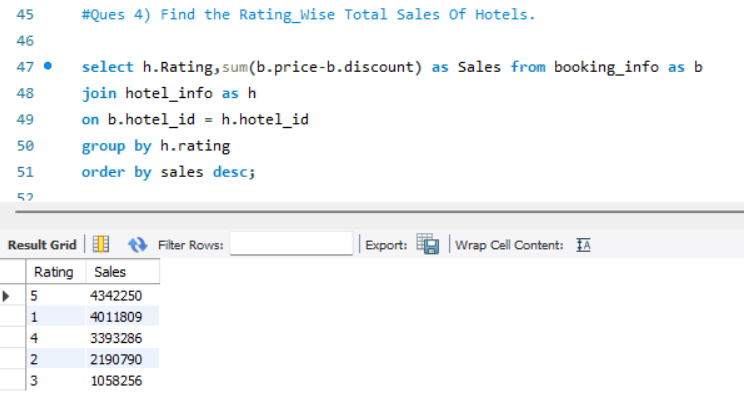 45 #Ques 4) Find the Rating_Wise Total Sales Of Hotels.
46
47 select h.Rating,sum(b.price-b.discount) as Sales from booking_info as b
48 join hotel_info as h
49 on b.hotel_id = h.hotel_id
50 group by h.rating
51 order by sales desc;
52
Result Grid Filter Rows: Export: Wrap Cell Content: IA
Rating Sales
5 4342250
1 4011809
4 3393286
2 2190790
3 1058256